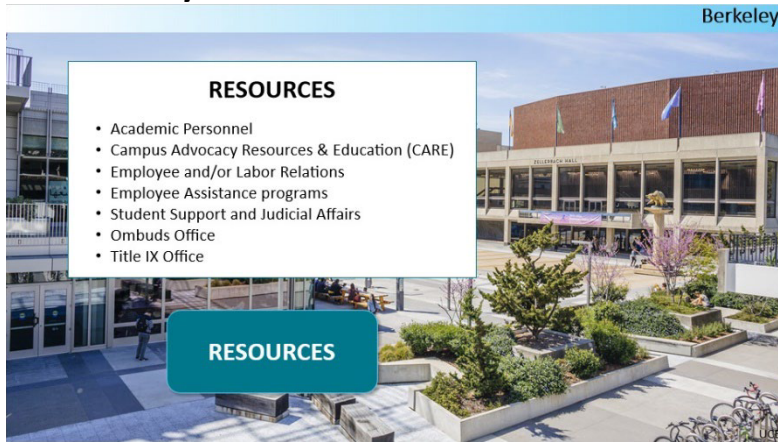 Berkeley
RESOURCES
• Academic Personnel
• Campus Advocacy Resources & Education (CARE)
• Employee and/or Labor Relations
• Employee Assistance programs
• Student Support and Judicial Affairs
• Ombuds Office
• Title IX Office
ZELLERBACH HALL
RESOURCES